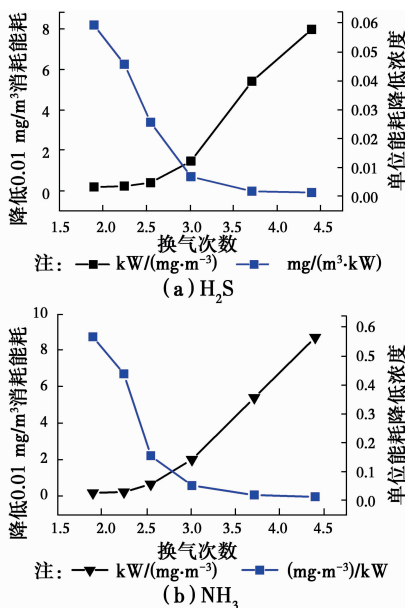 降低0.01 mg/m³消耗能耗
8
6
4
2
0
0.06
0.05
0.04
0.03
0.02
0.01
0.00
单位能耗降低浓度
1.5 2.0 2.5 3.0 3.5 4.0 4.5
换气次数
注: kW/(mg·m⁻³) mg/(m³·kW)
(a) H₂S
降低0.01 mg/m³消耗能耗
10
8
6
4
2
0
0.6
0.5
0.4
0.3
0.2
0.1
0.0
单位能耗降低浓度
1.5 2.0 2.5 3.0 3.5 4.0 4.5
换气次数
注: kW/(mg·m⁻³) (mg·m⁻³)/kW
(b) NH₃